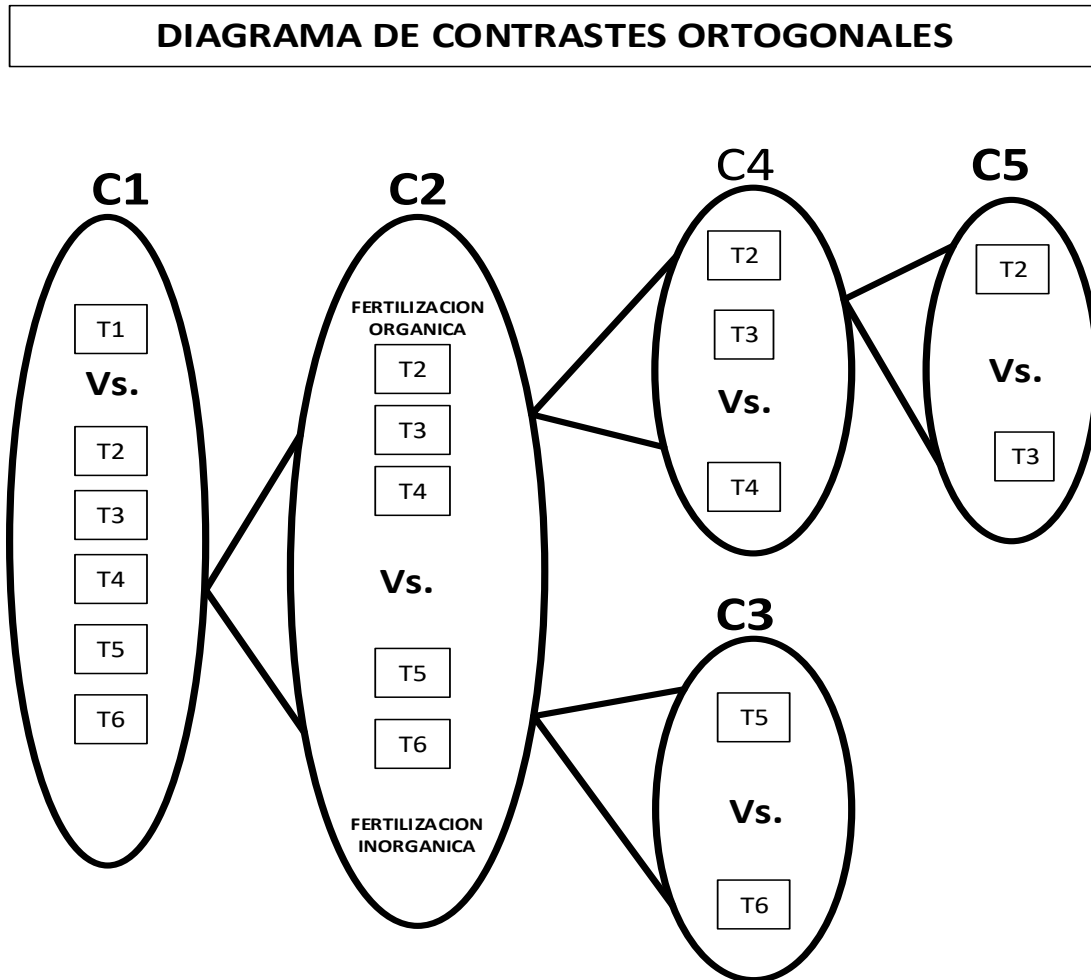 DIAGRAMA DE CONTRASTES ORTOGONALES
C1
T1
Vs.
T2
T3
T4
T5
T6
C2
FERTILIZACION
ORGANICA
T2
T3
T4
Vs.
T5
T6
FERTILIZACION
INORGANICA
C4
T2
T3
Vs.
T4
C5
T2
Vs.
T3
C3
T5
Vs.
T6